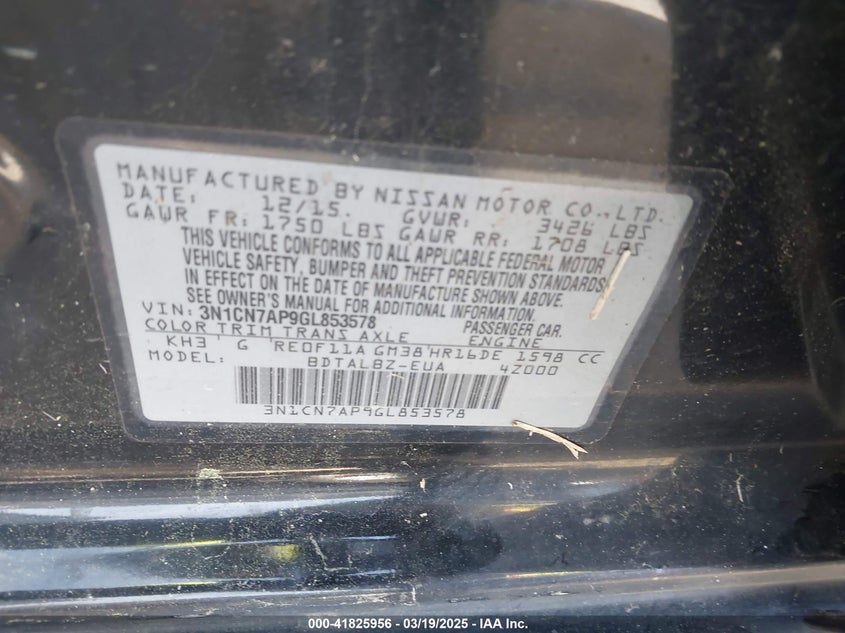 MANUFACTURED BY NISSAN MOTOR CO., LTD.
DATE: 12/15. GVWR: 3426 LBS
GAWR FR: 1750 LBS GAWR RR: 1708 LBS
THIS VEHICLE CONFORMS TO ALL APPLICABLE FEDERAL MOTOR
VEHICLE SAFETY, BUMPER AND THEFT PREVENTION STANDARDS
IN EFFECT ON THE DATE OF MANUFACTURE SHOWN ABOVE.
SEE OWNER'S MANUAL FOR ADDITIONAL INFORMATION.
VIN: 3N1CN7AP9GL853578 PASSENGER CAR.
COLOR TRIM TRANS AXLE ENGINE
KH3 G RE0F11A GM38 HR16DE 1598 CC
MODEL: BDTALBZ-EUA 4Z000
3N1CN7AP9GL853578
000-41825956 - 03/19/2025 - IAA Inc.